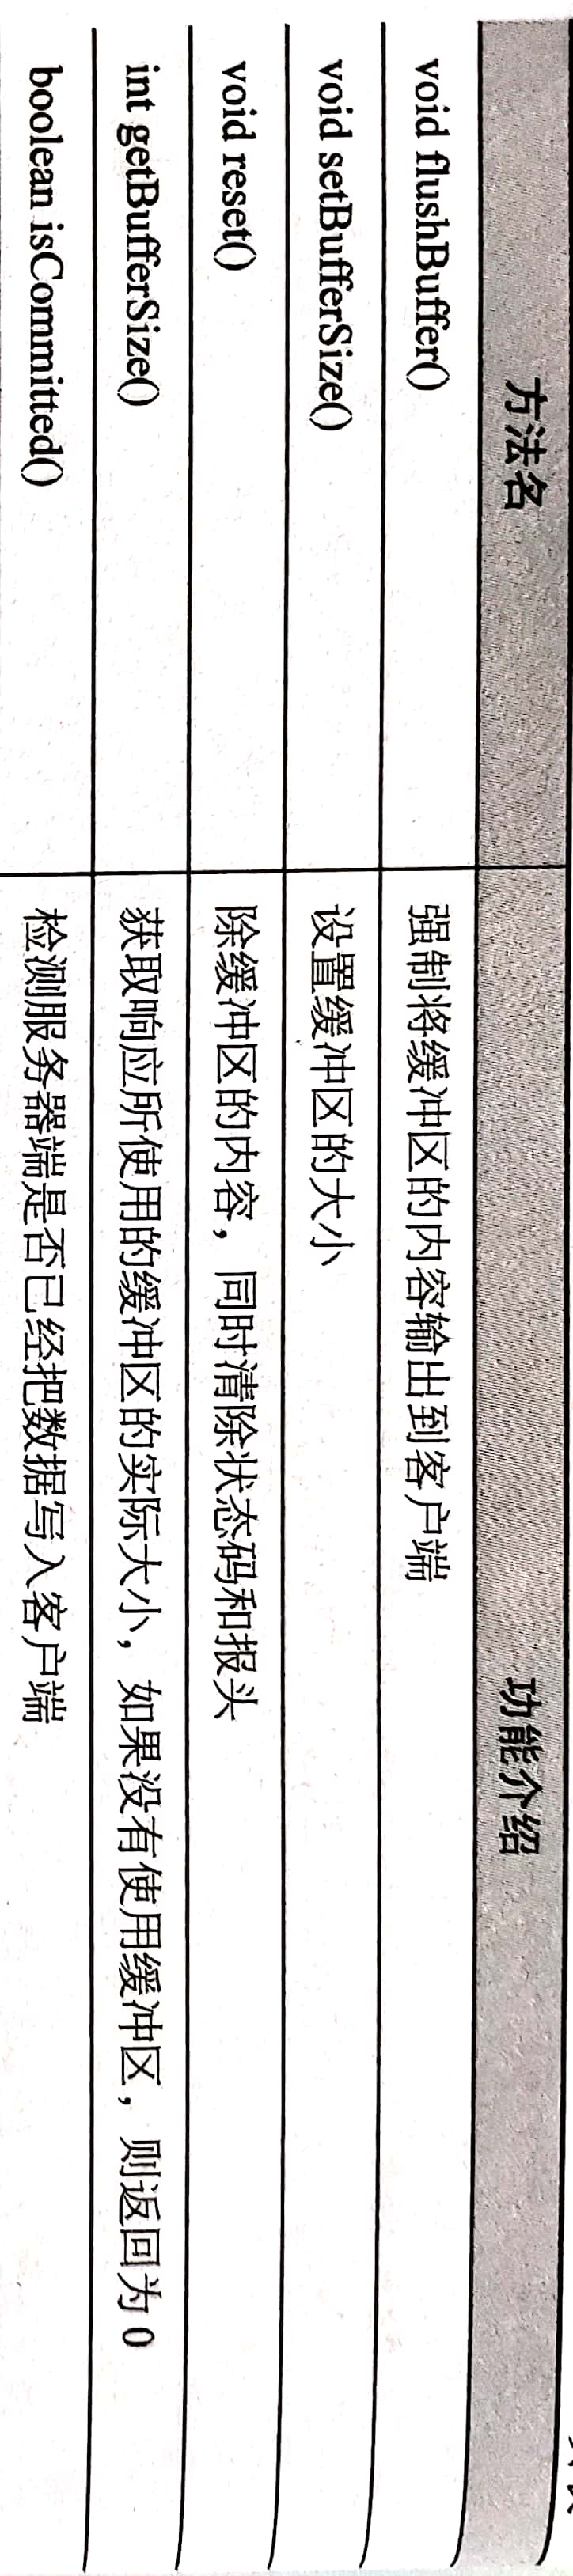 方法名 功能介绍
void flushBuffer() 强制将缓冲区的内容输出到客户端
void setBufferSize() 设置缓冲区的大小
void reset() 除缓冲区的内容，同时清除状态码和报头
int getBufferSize() 获取响应所使用的缓冲区的实际大小，如果没有使用缓冲区，则返回为 0
boolean isCommitted() 检测服务器端是否已经把数据写入客户端